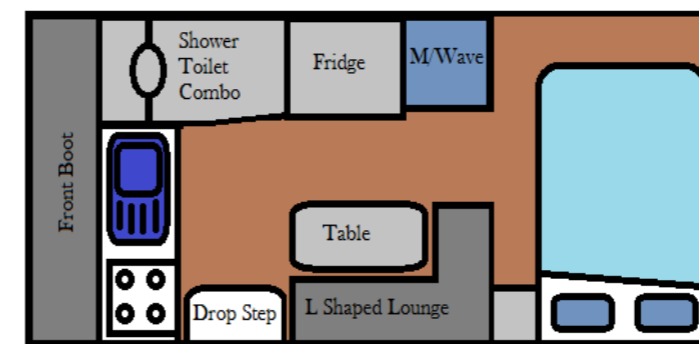 Front Boot
Shower
Toilet
Combo
Fridge
M/Wave
Table
Drop Step
L Shaped Lounge